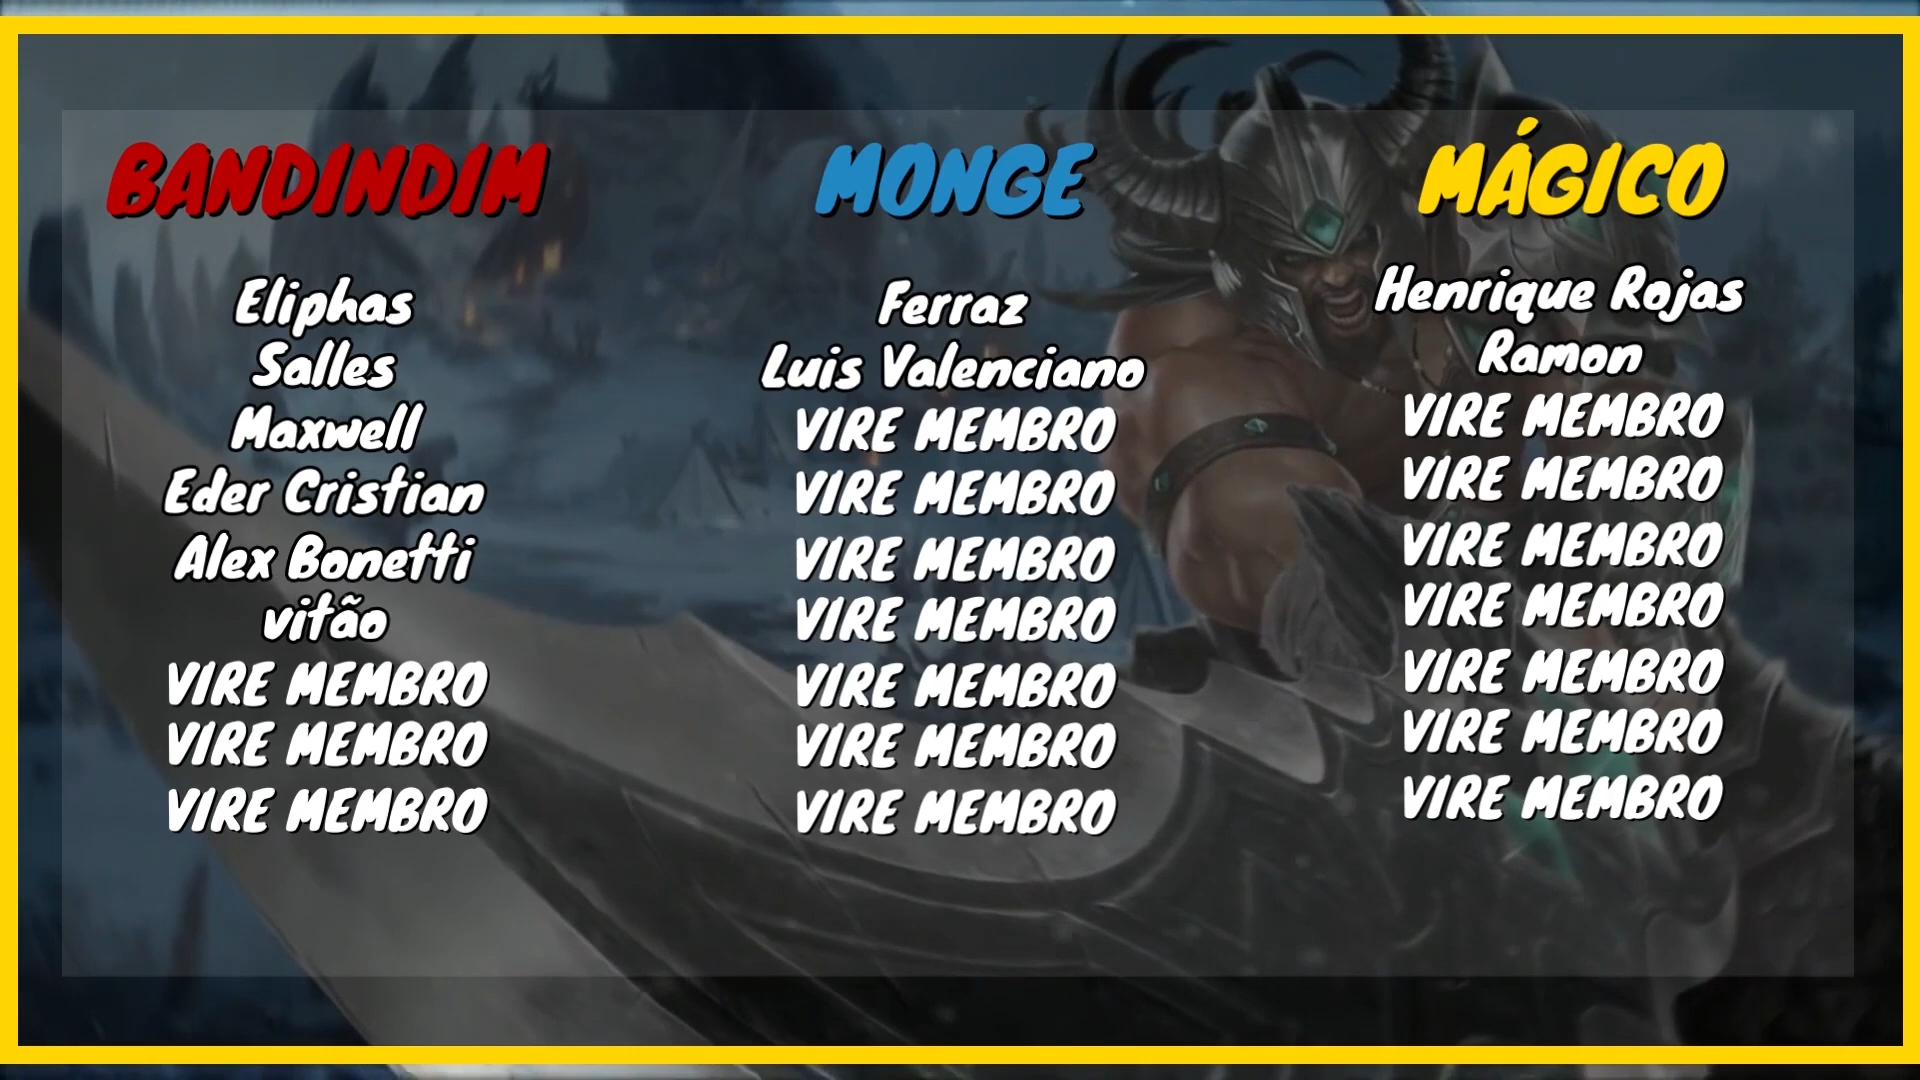 BANDINDIM
Eliphas
Salles
Maxwell
Eder Cristian
Alex Bonetti
vitão
VIRE MEMBRO
VIRE MEMBRO
VIRE MEMBRO
MONGE
Ferraz
Luis Valenciano
VIRE MEMBRO
VIRE MEMBRO
VIRE MEMBRO
VIRE MEMBRO
VIRE MEMBRO
VIRE MEMBRO
VIRE MEMBRO
MÁGICO
Henrique Rojas
Ramon
VIRE MEMBRO
VIRE MEMBRO
VIRE MEMBRO
VIRE MEMBRO
VIRE MEMBRO
VIRE MEMBRO
VIRE MEMBRO